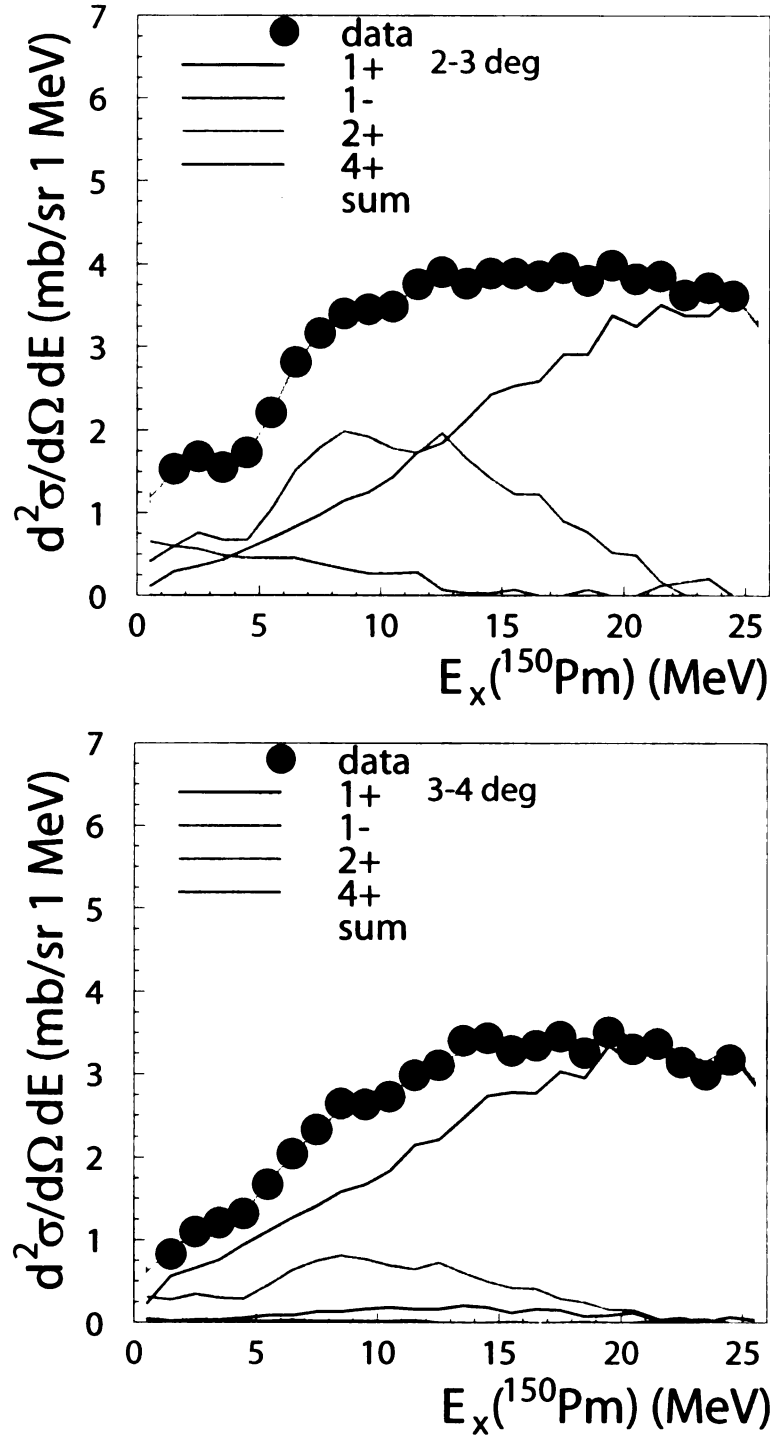 7
6
5
4
3
2
1
0
d²σ/dΩ dE (mb/sr 1 MeV)
data
1+ 2-3 deg
1-
2+
4+
sum
0 5 10 15 20 25
Eₓ(¹⁵⁰Pm) (MeV)
7
6
5
4
3
2
1
0
d²σ/dΩ dE (mb/sr 1 MeV)
data
1+ 3-4 deg
1-
2+
4+
sum
0 5 10 15 20 25
Eₓ(¹⁵⁰Pm) (MeV)